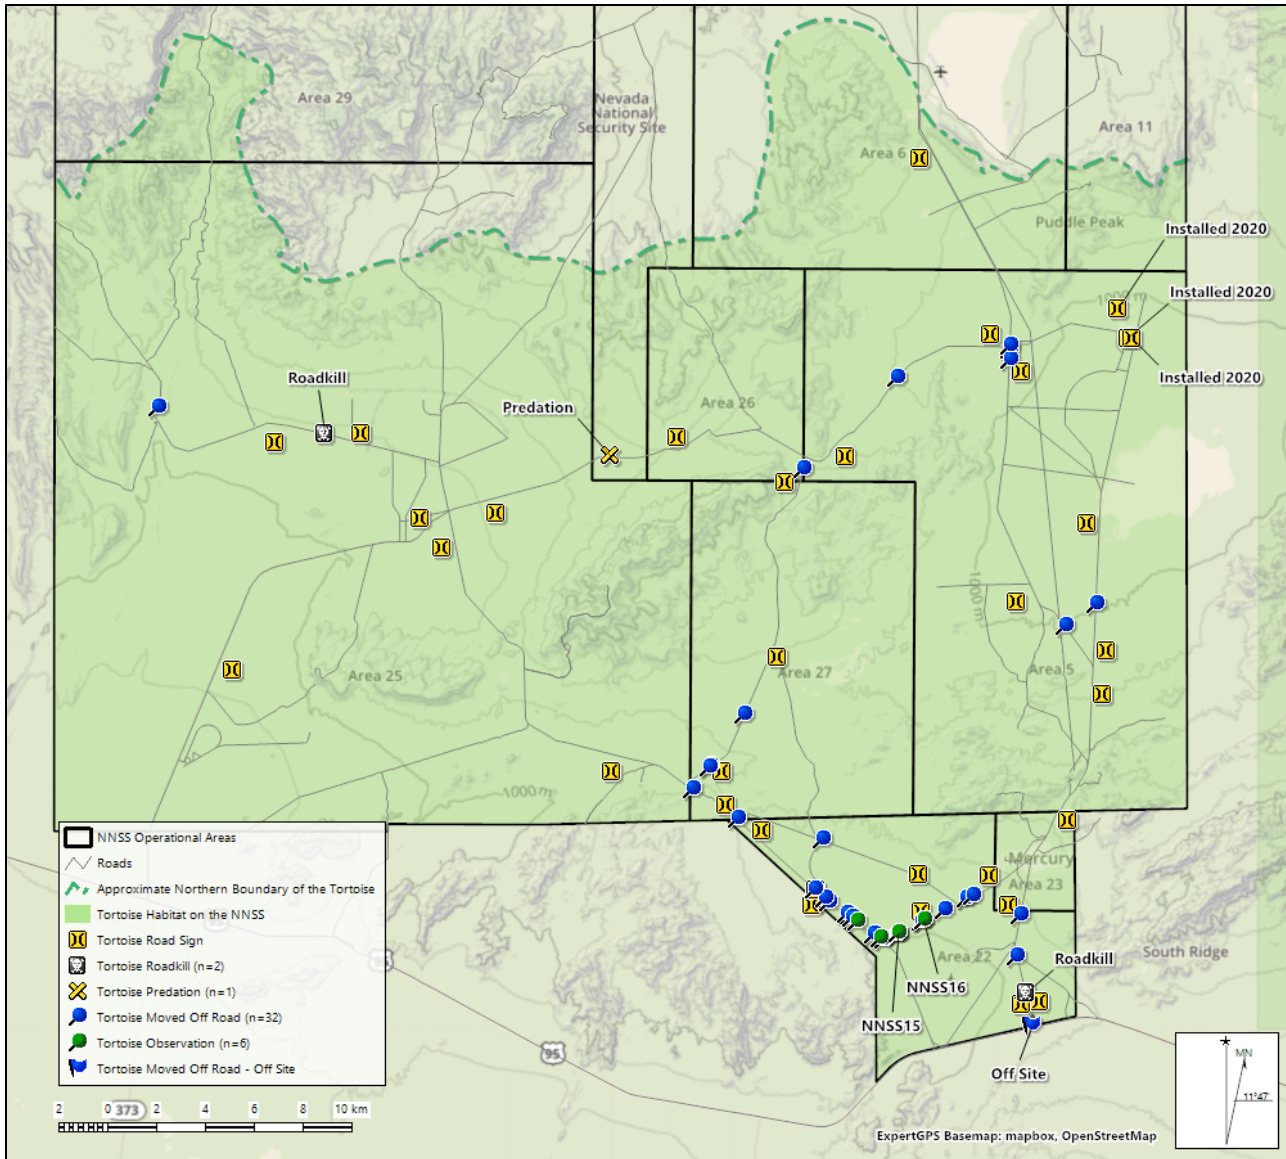 Area 29
Nevada
National
Security Site
Area 6
Area 11
Puddle Peak
Installed 2020
1000 m
Installed 2020
Installed 2020
Roadkill
Predation
Area 26
1000 m
Area 5
Area 25
Area 27
1000 m
Mercury
Area 23
Area 22
South Ridge
Roadkill
NNSS16
NNSS15
Off Site
NNSS Operational Areas
Roads
Approximate Northern Boundary of the Tortoise
Tortoise Habitat on the NNSS
Tortoise Road Sign
Tortoise Roadkill (n=2)
Tortoise Predation (n=1)
Tortoise Moved Off Road (n=32)
Tortoise Observation (n=6)
Tortoise Moved Off Road - Off Site
95
95
2 0 2 4 6 8 10 km
373
MN
11°47'
ExpertGPS Basemap: mapbox, OpenStreetMap